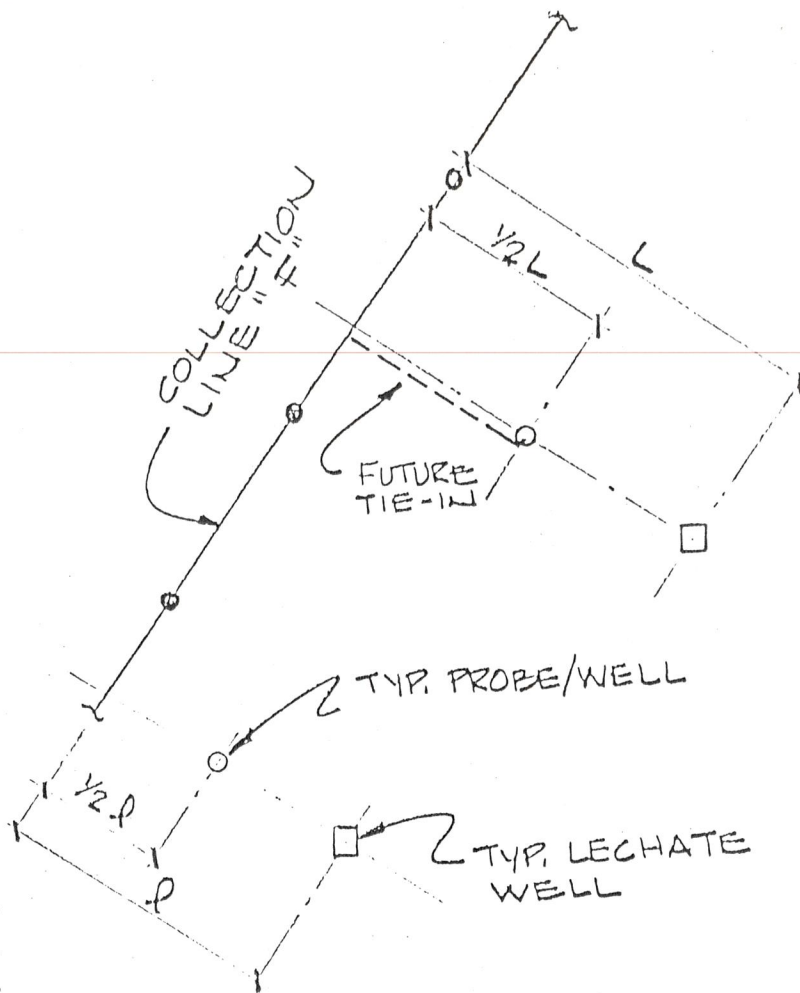 COLLECTION
LINE "F"
1/2 L
L
FUTURE
TIE-IN
TYP. PROBE/WELL
1/2 ℓ
ℓ
TYP. LECHATE
WELL